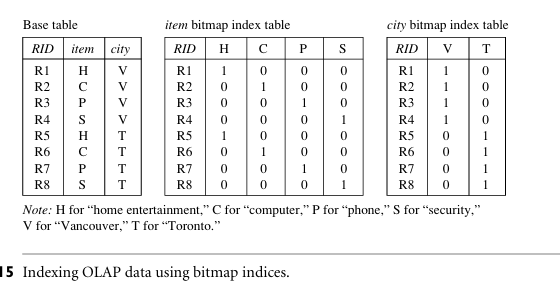 Base table item bitmap index table city bitmap index table
RID item city RID H C P S RID V T
R1 H V R1 1 0 0 0 R1 1 0
R2 C V R2 0 1 0 0 R2 1 0
R3 P V R3 0 0 1 0 R3 1 0
R4 S V R4 0 0 0 1 R4 1 0
R5 H T R5 1 0 0 0 R5 0 1
R6 C T R6 0 1 0 0 R6 0 1
R7 P T R7 0 0 1 0 R7 0 1
R8 S T R8 0 0 0 1 R8 0 1
Note: H for “home entertainment,” C for “computer,” P for “phone,” S for “security,”
V for “Vancouver,” T for “Toronto.”
15 Indexing OLAP data using bitmap indices.